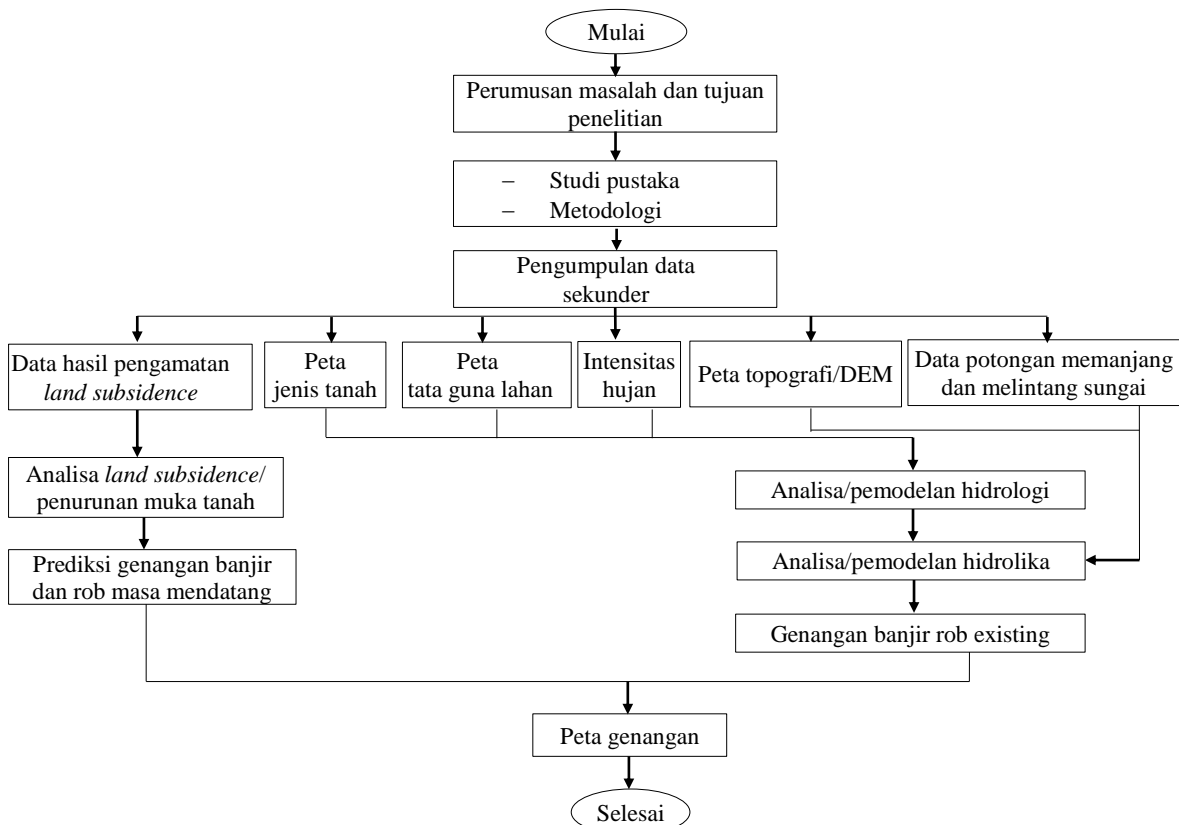 Mulai
Perumusan masalah dan tujuan
penelitian
– Studi pustaka
– Metodologi
Pengumpulan data
sekunder
Data hasil pengamatan
land subsidence
Peta
jenis tanah
Peta
tata guna lahan
Intensitas
hujan
Peta topografi/DEM
Data potongan memanjang
dan melintang sungai
Analisa land subsidence/
penurunan muka tanah
Analisa/pemodelan hidrologi
Prediksi genangan banjir
dan rob masa mendatang
Analisa/pemodelan hidrolika
Genangan banjir rob existing
Peta genangan
Selesai